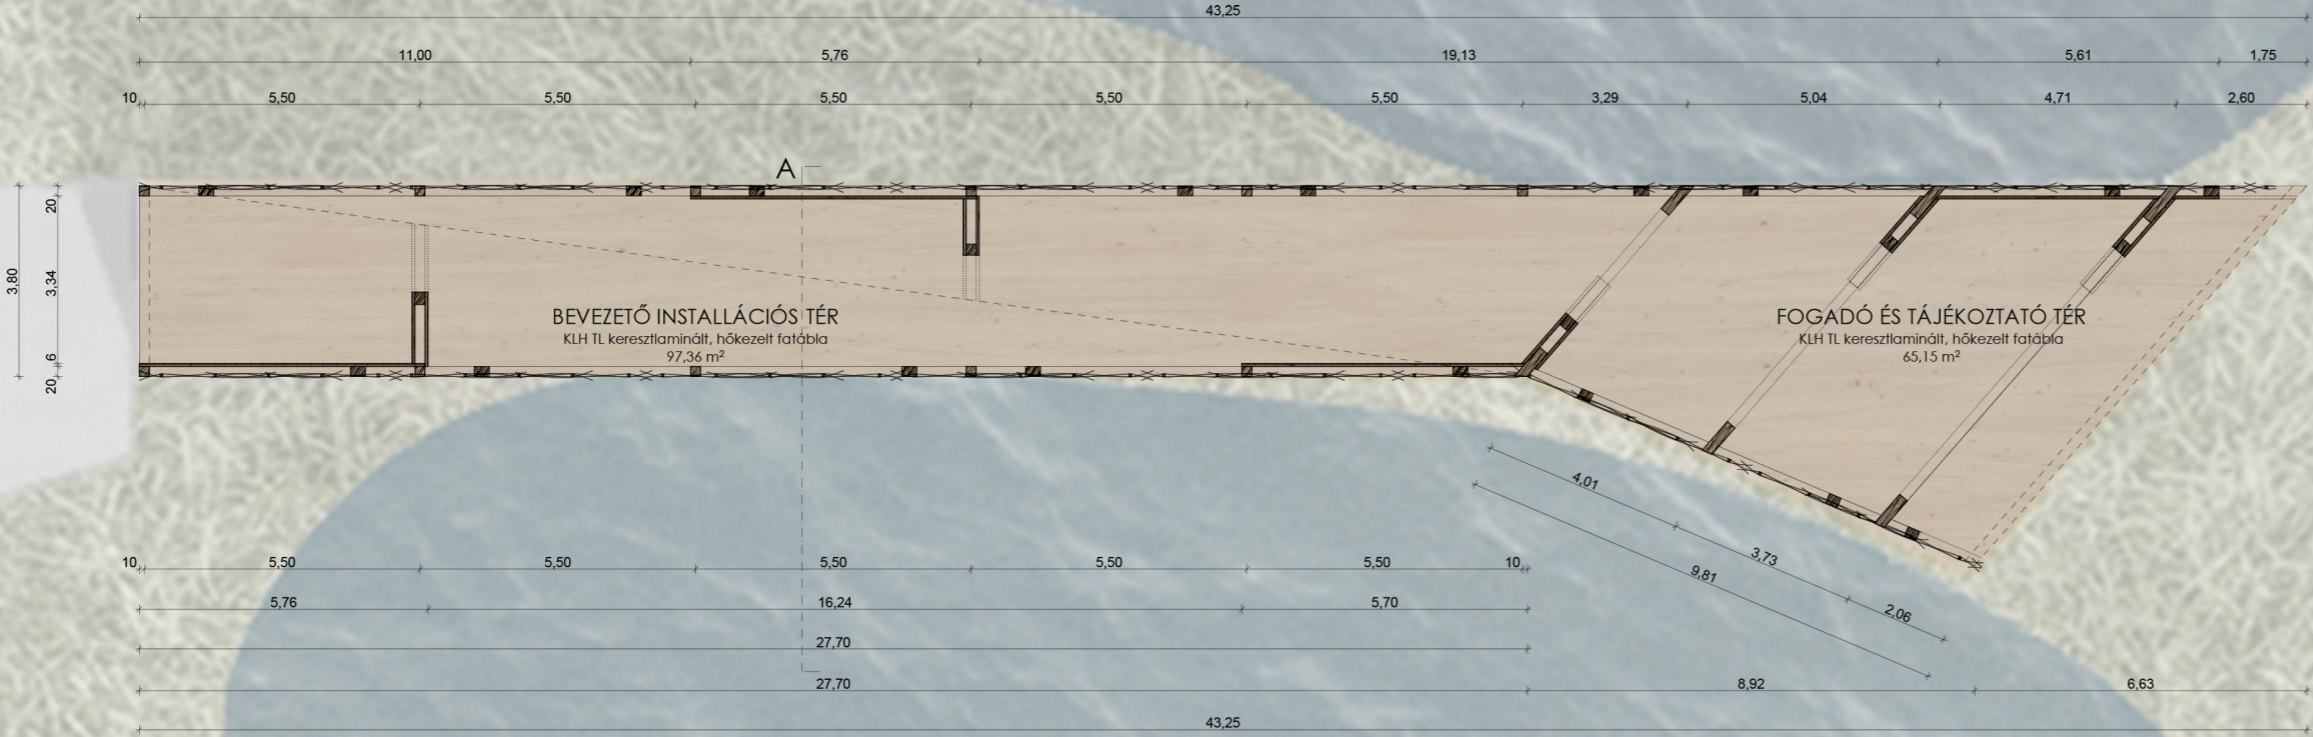 43,25
11,00 5,76 19,13 5,61 1,75
10 5,50 5,50 5,50 5,50 5,50 3,29 5,04 4,71 2,60
A
3,80
20
3,34
6
20
BEVEZETŐ INSTALLÁCIÓS TÉR
KLH TL keresztlaminált, hőkezelt fatábla
97,36 m²
FOGADÓ ÉS TÁJÉKOZTATÓ TÉR
KLH TL keresztlaminált, hőkezelt fatábla
65,15 m²
4,01
3,73
2,06
9,81
10 5,50 5,50 5,50 5,50 5,50 10
5,76 16,24 5,70
27,70
27,70 8,92 6,63
43,25